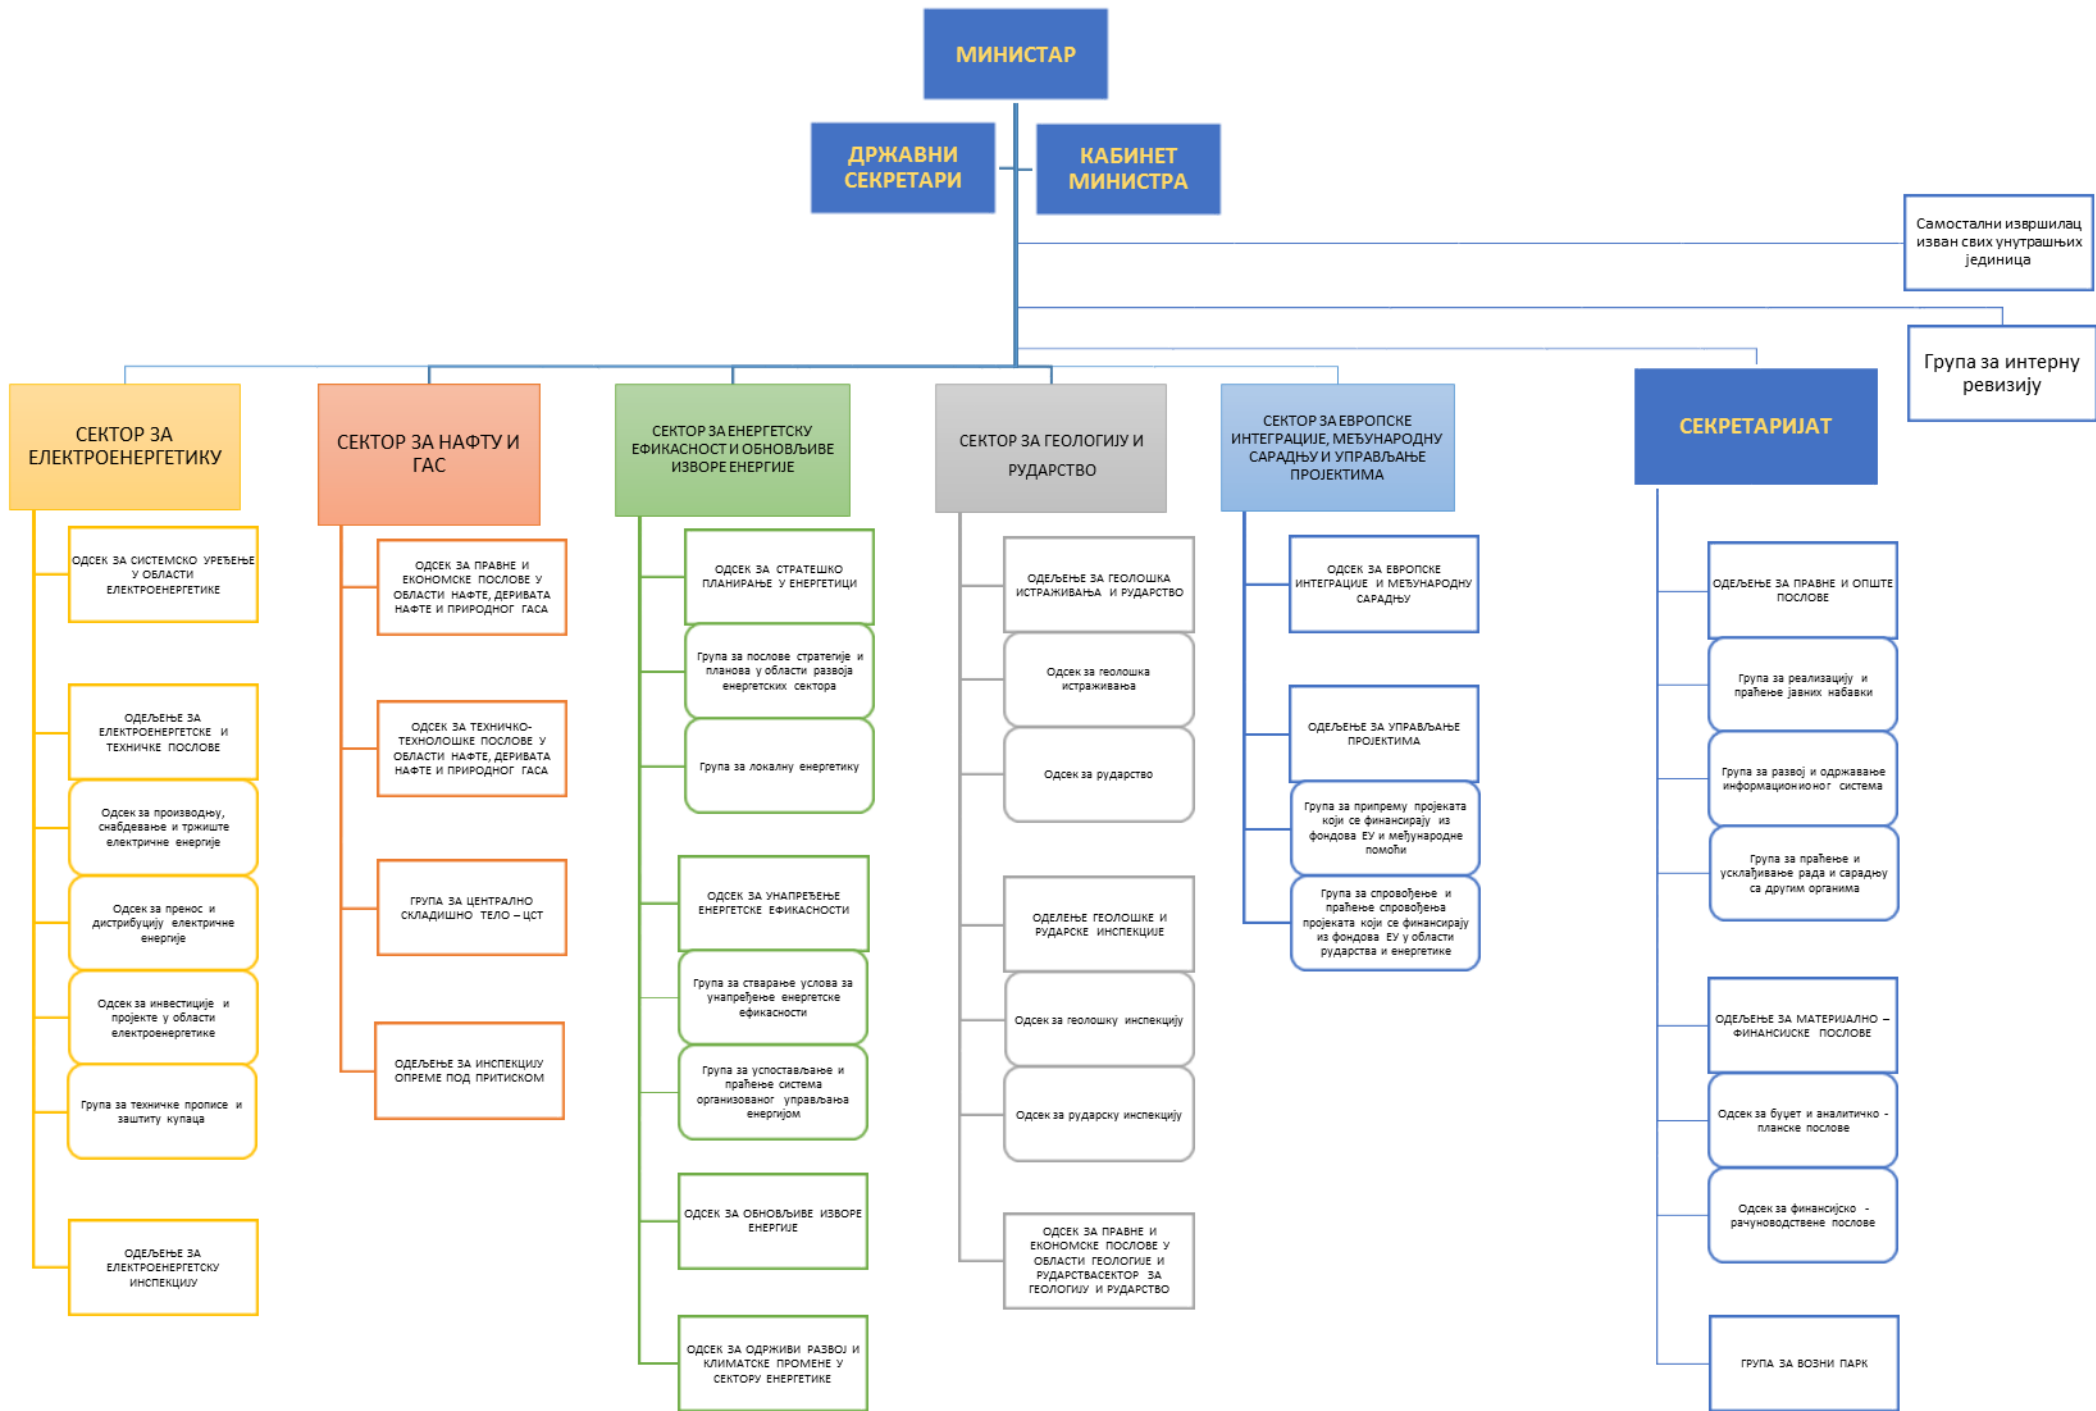 МИНИСТАР
ДРЖАВНИ
СЕКРЕТАРИ
КАБИНЕТ
МИНИСТРА
Самостални извршилац
изван свих унутрашњих
јединица
Група за интерну
ревизију
СЕКТОР ЗА
ЕЛЕКТРОЕНЕРГЕТИКУ
ОДСЕК ЗА СИСТЕМСКО УРЕЂЕЊЕ
У ОБЛАСТИ
ЕЛЕКТРОЕНЕРГЕТИКЕ
ОДЕЉЕЊЕ ЗА
ЕЛЕКТРОЕНЕРГЕТСКЕ И
ТЕХНИЧКЕ ПОСЛОВЕ
Одсек за производњу,
снабдевање и тржиште
електричне енергије
Одсек за пренос и
дистрибуцију електричне
енергије
Одсек за инвестиције и
пројекте у области
електроенергетике
Група за техничке прописе и
заштиту купаца
ОДЕЉЕЊЕ ЗА
ЕЛЕКТРОЕНЕРГЕТСКУ
ИНСПЕКЦИЈУ
СЕКТОР ЗА НАФТУ И
ГАС
ОДСЕК ЗА ПРАВНЕ И
ЕКОНОМСКЕ ПОСЛОВЕ У
ОБЛАСТИ НАФТЕ, ДЕРИВАТА
НАФТЕ И ПРИРОДНОГ ГАСА
ОДСЕК ЗА ТЕХНИЧКО-
ТЕХНОЛОШКЕ ПОСЛОВЕ У
ОБЛАСТИ НАФТЕ, ДЕРИВАТА
НАФТЕ И ПРИРОДНОГ ГАСА
ГРУПА ЗА ЦЕНТРАЛНО
СКЛАДИШНО ТЕЛО – ЦСТ
ОДЕЉЕЊЕ ЗА ИНСПЕКЦИЈУ
ОПРЕМЕ ПОД ПРИТИСКОМ
СЕКТОР ЗА ЕНЕРГЕТСКУ
ЕФИКАСНОСТ И ОБНОВЉИВЕ
ИЗВОРЕ ЕНЕРГИЈЕ
ОДСЕК ЗА СТРАТЕШКО
ПЛАНИРАЊЕ У ЕНЕРГЕТИЦИ
Група за послове стратегије и
планова у области развоја
енергетских сектора
Група за локалну енергетику
ОДСЕК ЗА УНАПРЕЂЕЊЕ
ЕНЕРГЕТСКЕ ЕФИКАСНОСТИ
Група за стварање услова за
унапређење енергетске
ефикасности
Група за успостављање и
праћење система
организованог управљања
енергијом
ОДСЕК ЗА ОБНОВЉИВЕ ИЗВОРЕ
ЕНЕРГИЈЕ
ОДСЕК ЗА ОДРЖИВИ РАЗВОЈ И
КЛИМАТСКЕ ПРОМЕНЕ У
СЕКТОРУ ЕНЕРГЕТИКЕ
СЕКТОР ЗА ГЕОЛОГИЈУ И
РУДАРСТВО
ОДЕЉЕЊЕ ЗА ГЕОЛОШКА
ИСТРАЖИВАЊА И РУДАРСТВО
Одсек за геолошка
истраживања
Одсек за рударство
ОДЕЛЕЊЕ ГЕОЛОШКЕ И
РУДАРСКЕ ИНСПЕКЦИЈЕ
Одсек за геолошку инспекцију
Одсек за рударску инспекцију
ОДСЕК ЗА ПРАВНЕ И
ЕКОНОМСКЕ ПОСЛОВЕ У
ОБЛАСТИ ГЕОЛОГИЈЕ И
РУДАРСТВАСЕКТОР ЗА
ГЕОЛОГИЈУ И РУДАРСТВО
СЕКТОР ЗА ЕВРОПСКЕ
ИНТЕГРАЦИЈЕ, МЕЂУНАРОДНУ
САРАДЊУ И УПРАВЉАЊЕ
ПРОЈЕКТИМА
ОДСЕК ЗА ЕВРОПСКЕ
ИНТЕГРАЦИЈЕ И МЕЂУНАРОДНУ
САРАДЊУ
ОДЕЉЕЊЕ ЗА УПРАВЉАЊЕ
ПРОЈЕКТИМА
Група за припрему пројеката
који се финансирају из
фондова ЕУ и међународне
помоћи
Група за спровођење и
праћење спровођења
пројеката који се финансирају
из фондова ЕУ у области
рударства и енергетике
СЕКРЕТАРИЈАТ
ОДЕЉЕЊЕ ЗА ПРАВНЕ И ОПШТЕ
ПОСЛОВЕ
Група за реализацију и
праћење јавних набавки
Група за развој и одржавање
информационионог система
Група за праћење и
усклађивање рада и сарадњу
са другим органима
ОДЕЉЕЊЕ ЗА МАТЕРИЈАЛНО –
ФИНАНСИЈСКЕ ПОСЛОВЕ
Одсек за буџет и аналитичко -
планске послове
Одсек за финансијско -
рачуноводствене послове
ГРУПА ЗА ВОЗНИ ПАРК